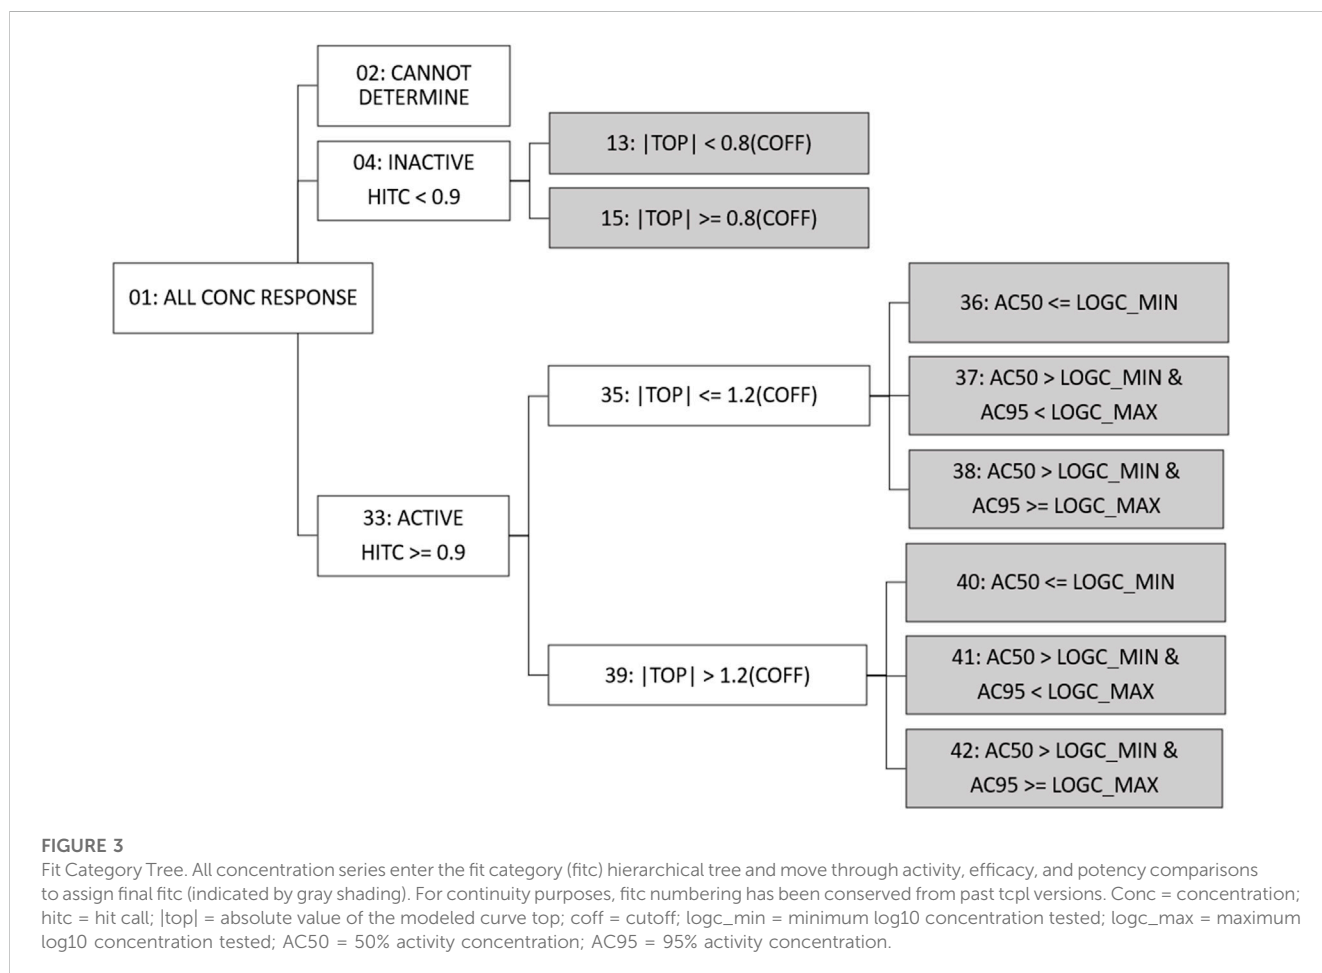 02: CANNOT
DETERMINE
04: INACTIVE
HITC < 0.9
13: |TOP| < 0.8(COFF)
15: |TOP| >= 0.8(COFF)
01: ALL CONC RESPONSE
33: ACTIVE
HITC >= 0.9
35: |TOP| <= 1.2(COFF)
36: AC50 <= LOGC_MIN
37: AC50 > LOGC_MIN &
AC95 < LOGC_MAX
38: AC50 > LOGC_MIN &
AC95 >= LOGC_MAX
39: |TOP| > 1.2(COFF)
40: AC50 <= LOGC_MIN
41: AC50 > LOGC_MIN &
AC95 < LOGC_MAX
42: AC50 > LOGC_MIN &
AC95 >= LOGC_MAX
FIGURE 3
Fit Category Tree. All concentration series enter the fit category (fitc) hierarchical tree and move through activity, efficacy, and potency comparisons
to assign final fitc (indicated by gray shading). For continuity purposes, fitc numbering has been conserved from past tcpl versions. Conc = concentration;
hitc = hit call; |top| = absolute value of the modeled curve top; coff = cutoff; logc_min = minimum log10 concentration tested; logc_max = maximum
log10 concentration tested; AC50 = 50% activity concentration; AC95 = 95% activity concentration.